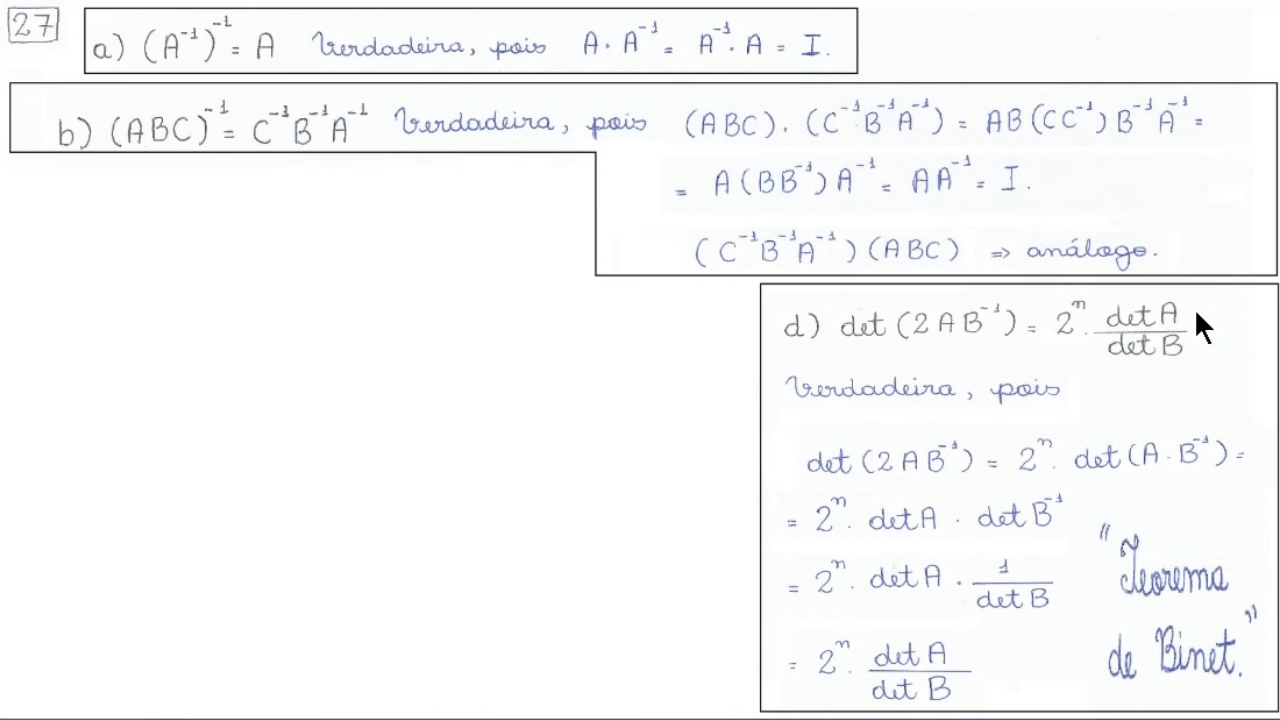 27
a) (A⁻¹)⁻¹ = A Verdadeira, pois A · A⁻¹ = A⁻¹ · A = I.
b) (ABC)⁻¹ = C⁻¹B⁻¹A⁻¹ Verdadeira, pois (ABC) · (C⁻¹B⁻¹A⁻¹) = AB(CC⁻¹)B⁻¹A⁻¹ =
= A(BB⁻¹)A⁻¹ = AA⁻¹ = I.
(C⁻¹B⁻¹A⁻¹)(ABC) ⇒ análogo.
d) det(2AB⁻¹) = 2ⁿ · det A / det B
Verdadeira, pois
det(2AB⁻¹) = 2ⁿ · det(A · B⁻¹) =
= 2ⁿ · det A · det B⁻¹
= 2ⁿ · det A · 1 / det B
= 2ⁿ · det A / det B
"Teorema
de Binet."